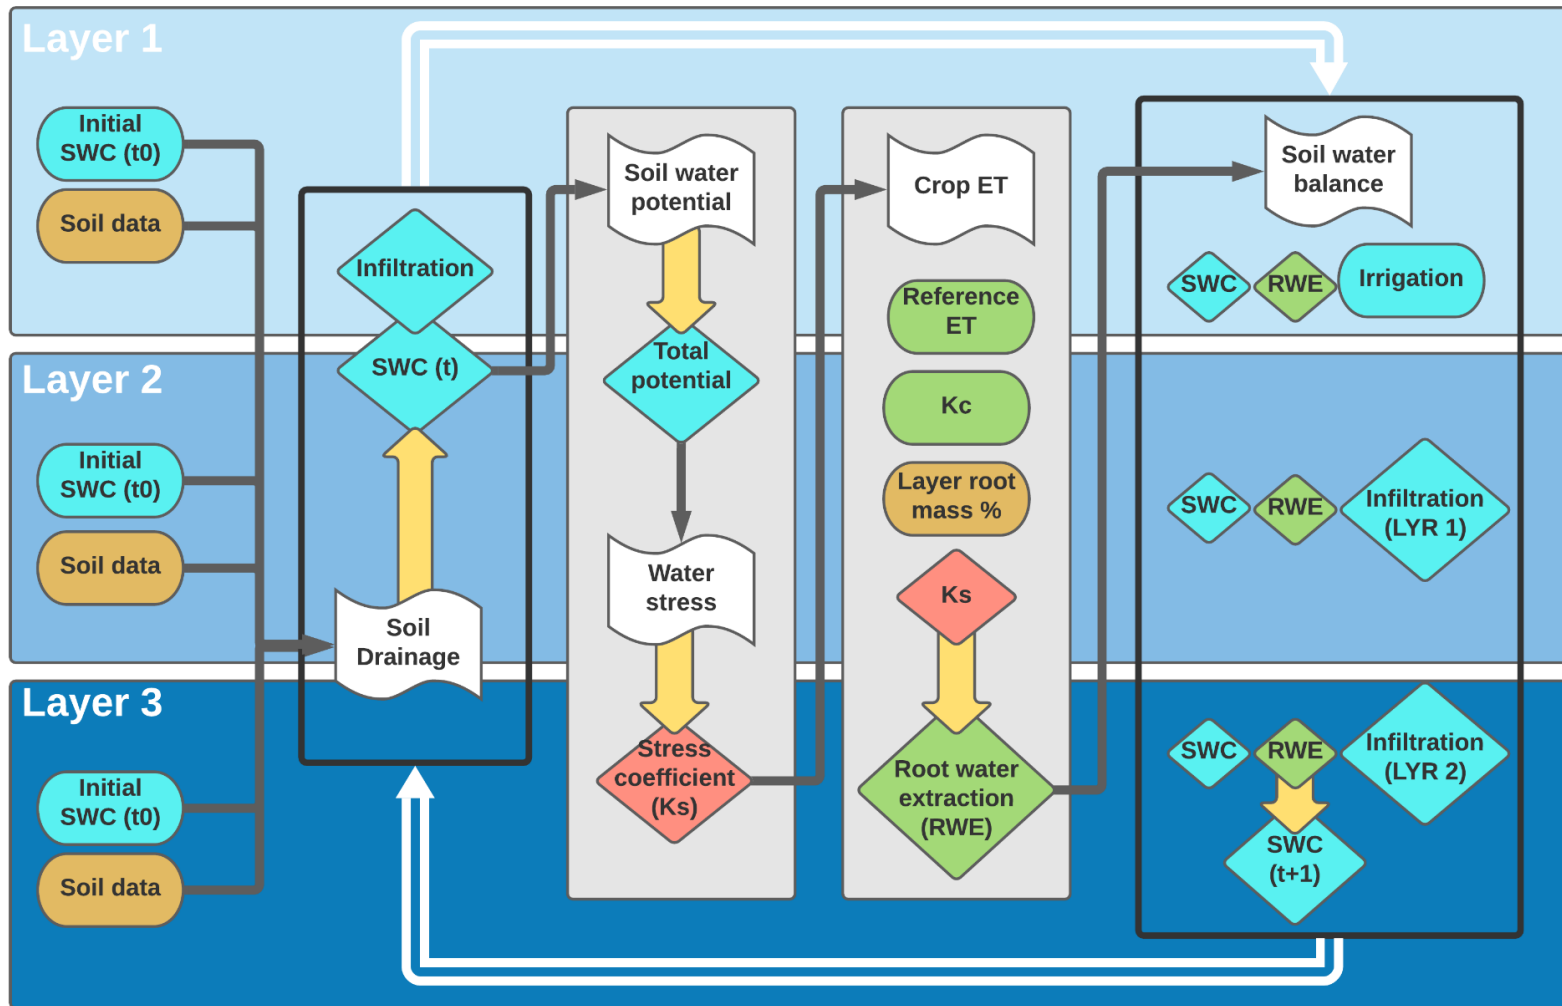 Layer 1
Initial
SWC (t0)
Soil data
Infiltration
SWC (t)
Soil water
potential
Total
potential
Crop ET
Reference
ET
Soil water
balance
SWC
RWE
Irrigation
Layer 2
Initial
SWC (t0)
Soil data
Soil
Drainage
Water
stress
Kc
Layer root
mass %
Ks
SWC
RWE
Infiltration
(LYR 1)
Layer 3
Initial
SWC (t0)
Soil data
Stress
coefficient
(Ks)
Root water
extraction
(RWE)
SWC
RWE
Infiltration
(LYR 2)
SWC
(t+1)